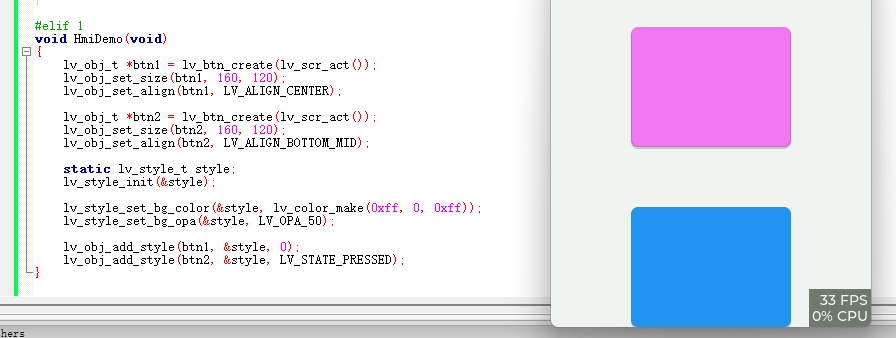 #elif 1
void HmiDemo(void)
{
lv_obj_t *btn1 = lv_btn_create(lv_scr_act());
lv_obj_set_size(btn1, 160, 120);
lv_obj_set_align(btn1, LV_ALIGN_CENTER);
lv_obj_t *btn2 = lv_btn_create(lv_scr_act());
lv_obj_set_size(btn2, 160, 120);
lv_obj_set_align(btn2, LV_ALIGN_BOTTOM_MID);
static lv_style_t style;
lv_style_init(&style);
lv_style_set_bg_color(&style, lv_color_make(0xff, 0, 0xff));
lv_style_set_bg_opa(&style, LV_OPA_50);
lv_obj_add_style(btn1, &style, 0);
lv_obj_add_style(btn2, &style, LV_STATE_PRESSED);
}
33 FPS
0% CPU
hers